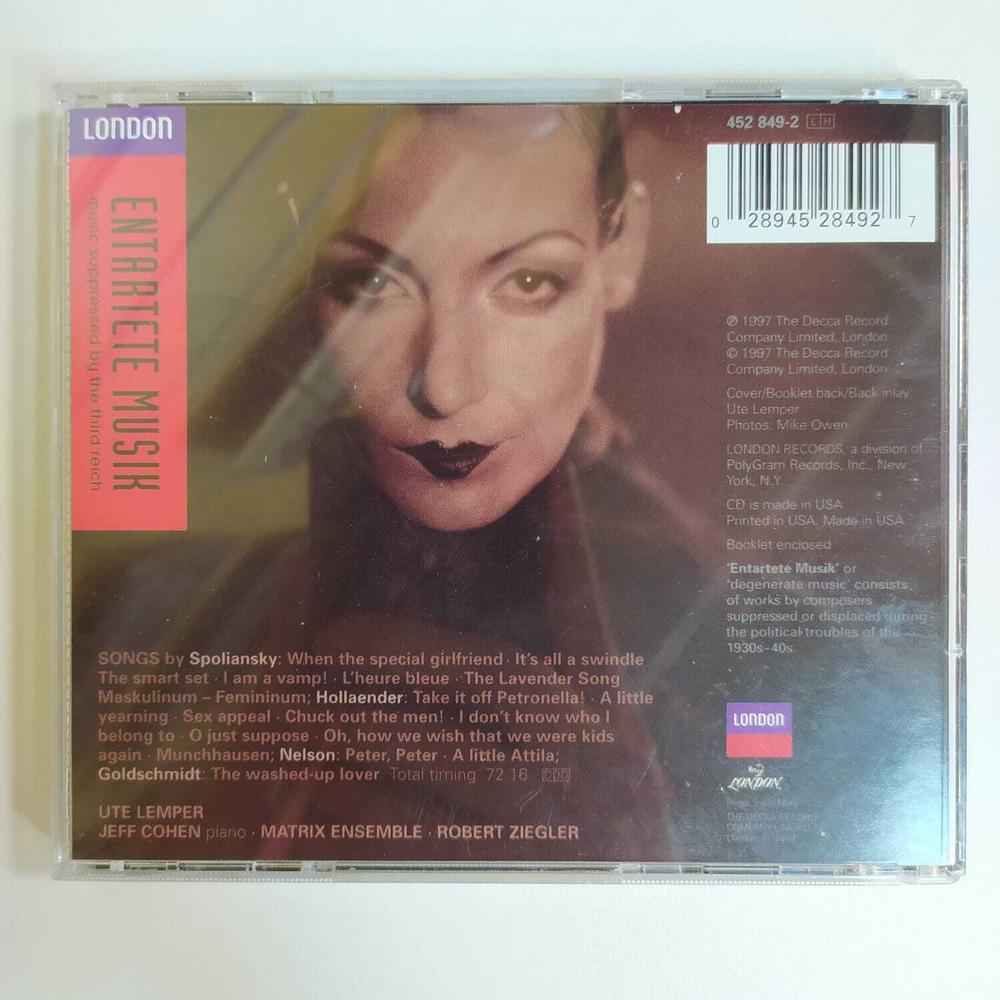 LONDON
ENTARTETE MUSIK
music suppressed by the third reich
452 849-2 LH
0 28945 28492 7
℗ 1997 The Decca Record
Company Limited, London
© 1997 The Decca Record
Company Limited, London
Cover/Booklet back/Back inlay:
Ute Lemper
Photos: Mike Owen
LONDON RECORDS, a division of
PolyGram Records, Inc., New
York, N.Y.
CD is made in USA
Printed in USA. Made in USA
Booklet enclosed
'Entartete Musik' or
'degenerate music' consists
of works by composers
suppressed or displaced during
the political troubles of the
1930s-40s.
SONGS by Spoliansky: When the special girlfriend · It's all a swindle
The smart set · I am a vamp! · L'heure bleue · The Lavender Song
Maskulinum – Femininum; Hollaender: Take it off Petronella! · A little
yearning · Sex appeal · Chuck out the men! · I don't know who I
belong to · O just suppose · Oh, how we wish that we were kids
again · Munchhausen; Nelson: Peter, Peter · A little Attila;
Goldschmidt: The washed-up lover Total timing 72.16 DDD
UTE LEMPER
JEFF COHEN piano · MATRIX ENSEMBLE · ROBERT ZIEGLER
LONDON
LONDON
THE DECCA RECORD
COMPANY LIMITED